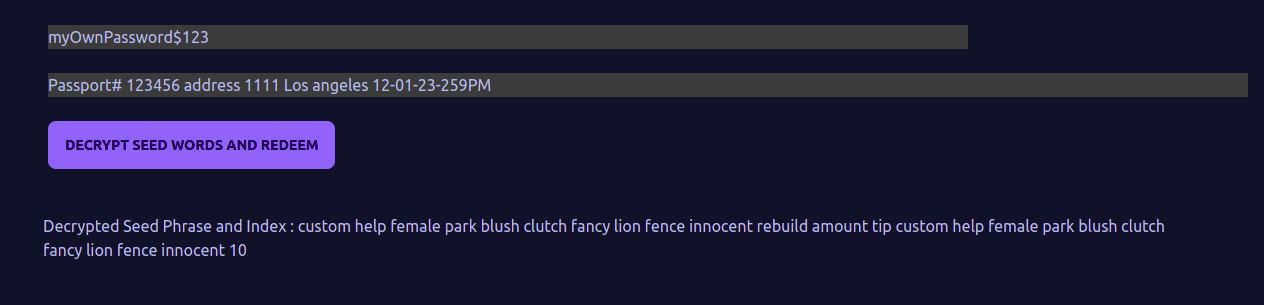 myOwnPassword$123
Passport# 123456 address 1111 Los angeles 12-01-23-259PM
DECRYPT SEED WORDS AND REDEEM
Decrypted Seed Phrase and Index : custom help female park blush clutch fancy lion fence innocent rebuild amount tip custom help female park blush clutch
fancy lion fence innocent 10